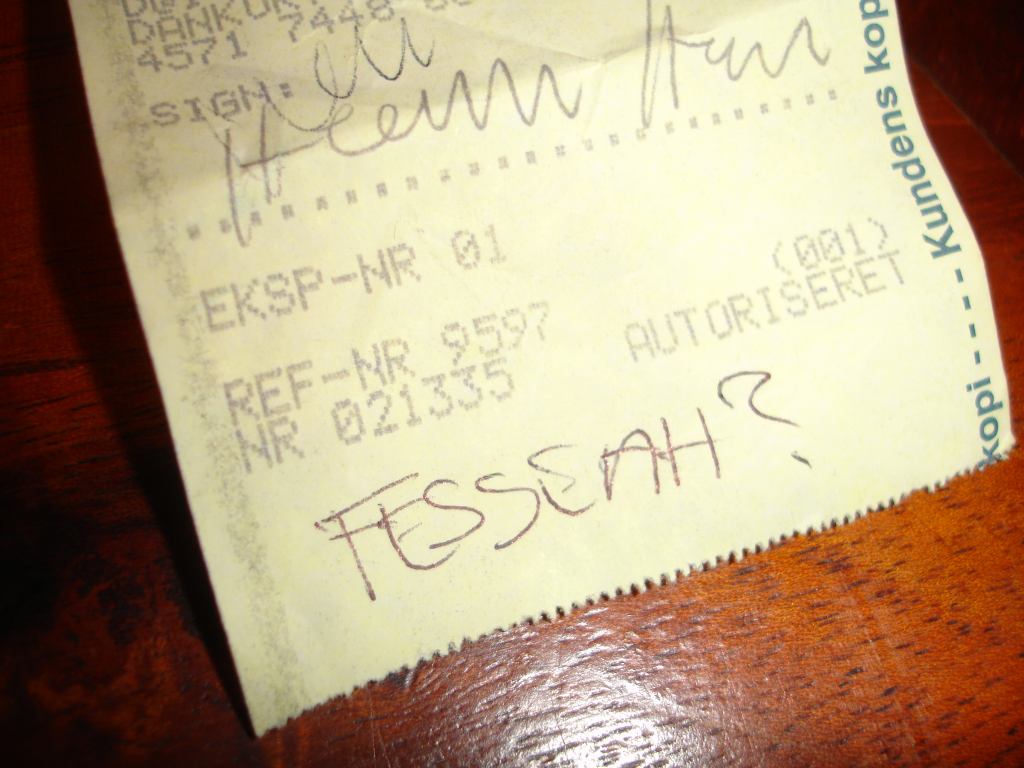 DANKORT
4571 7448
SIGN:
EKSP-NR 01
(001)
REF-NR 9597 AUTORISERET
NR 021335
FESSEAH?
kopi - - - - Kundens kopi